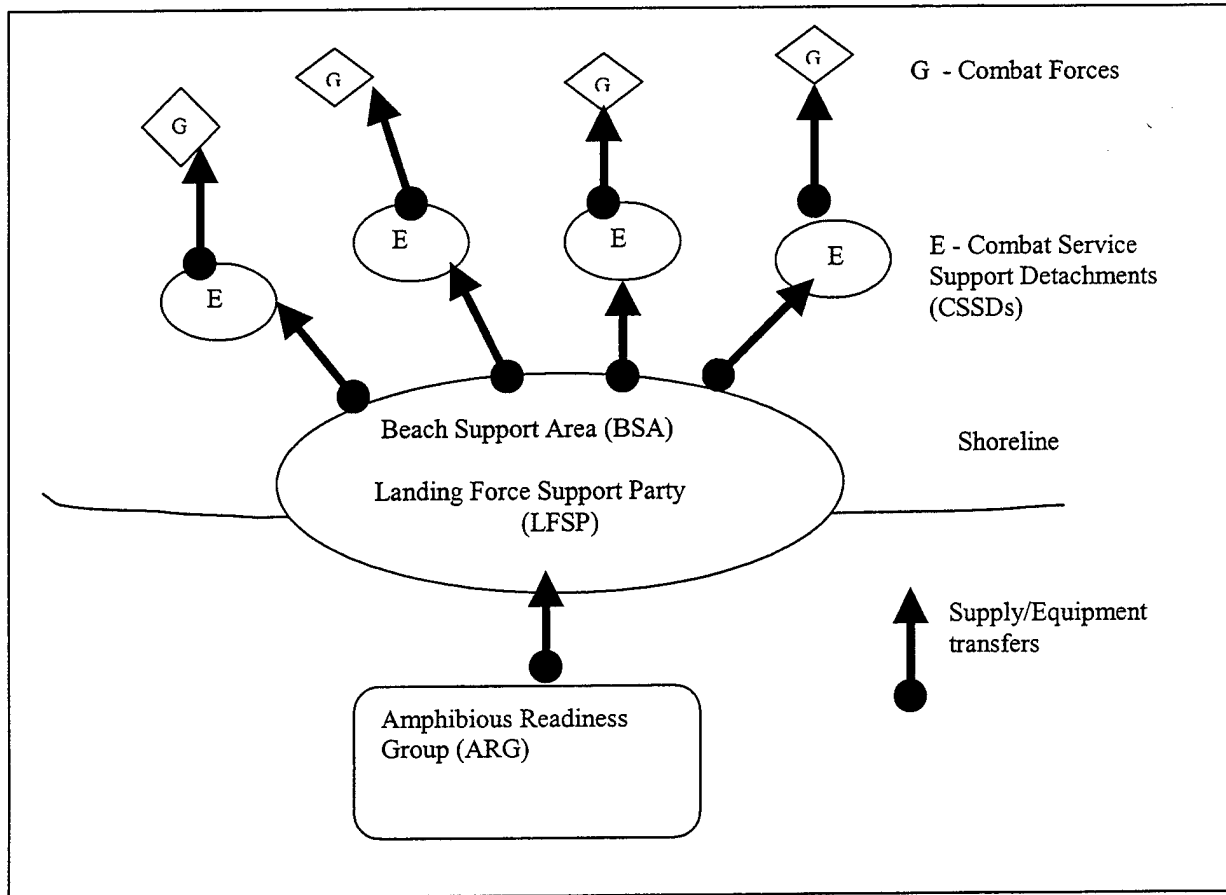 G
G
G
G
G - Combat Forces
E
E
E
E
E - Combat Service
Support Detachments
(CSSDs)
Beach Support Area (BSA)
Landing Force Support Party
(LFSP)
Shoreline
Supply/Equipment
transfers
Amphibious Readiness
Group (ARG)